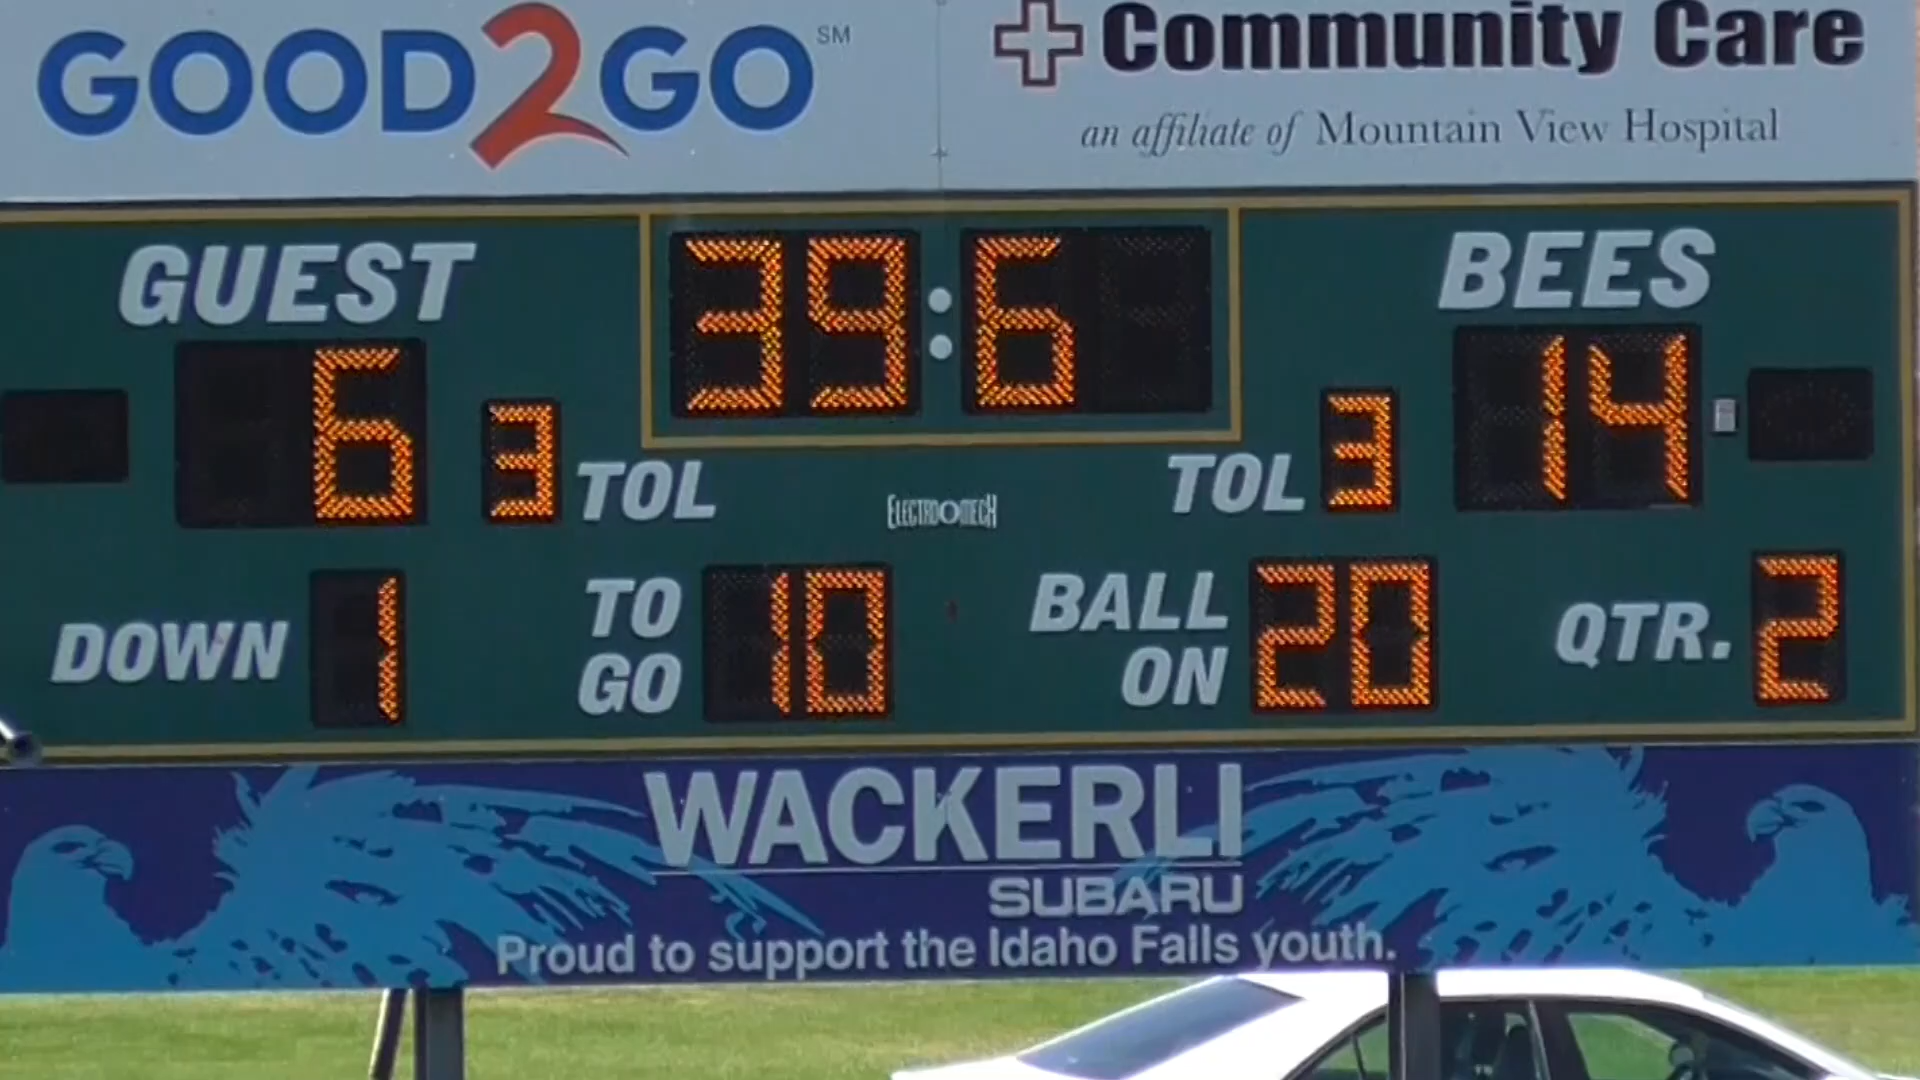 GOOD2GO SM
Community Care
an affiliate of Mountain View Hospital
GUEST 39:6 BEES
6 3 TOL TOL 3 14
ELECTRO-MECH
DOWN 1 TO GO 10 BALL ON 20 QTR. 2
WACKERLI
SUBARU
Proud to support the Idaho Falls youth.